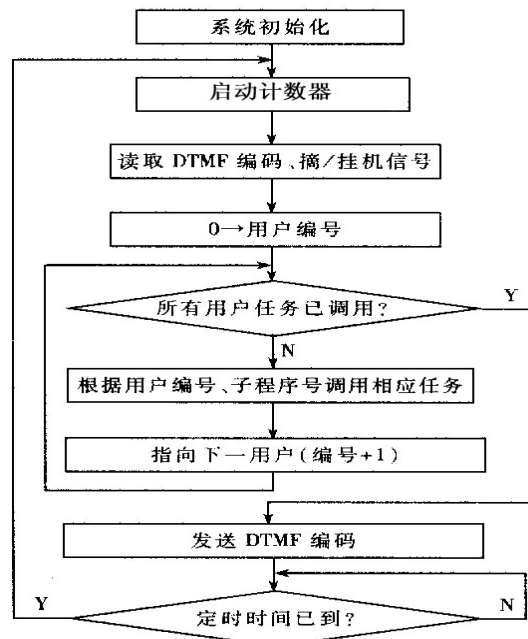 系统初始化
启动计数器
读取 DTMF 编码、摘/挂机信号
0→用户编号
所有用户任务已调用?
Y
N
根据用户编号、子程序号调用相应任务
指向下一用户(编号+1)
发送 DTMF 编码
Y
定时时间已到?
N